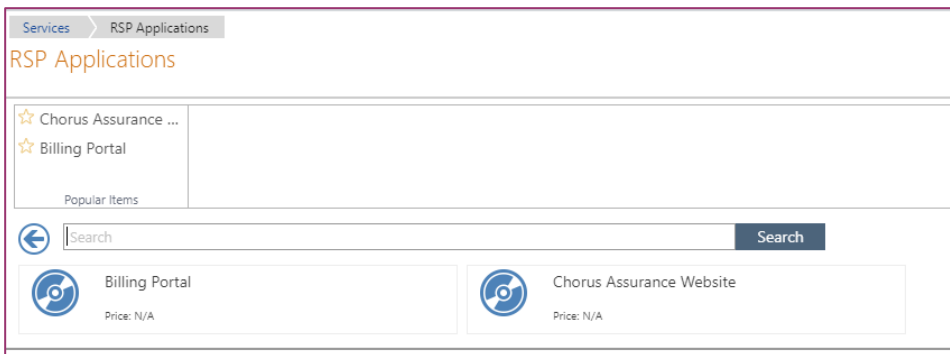 Services RSP Applications
RSP Applications
Chorus Assurance ...
Billing Portal
Popular Items
Search Search
Billing Portal Chorus Assurance Website
Price: N/A Price: N/A